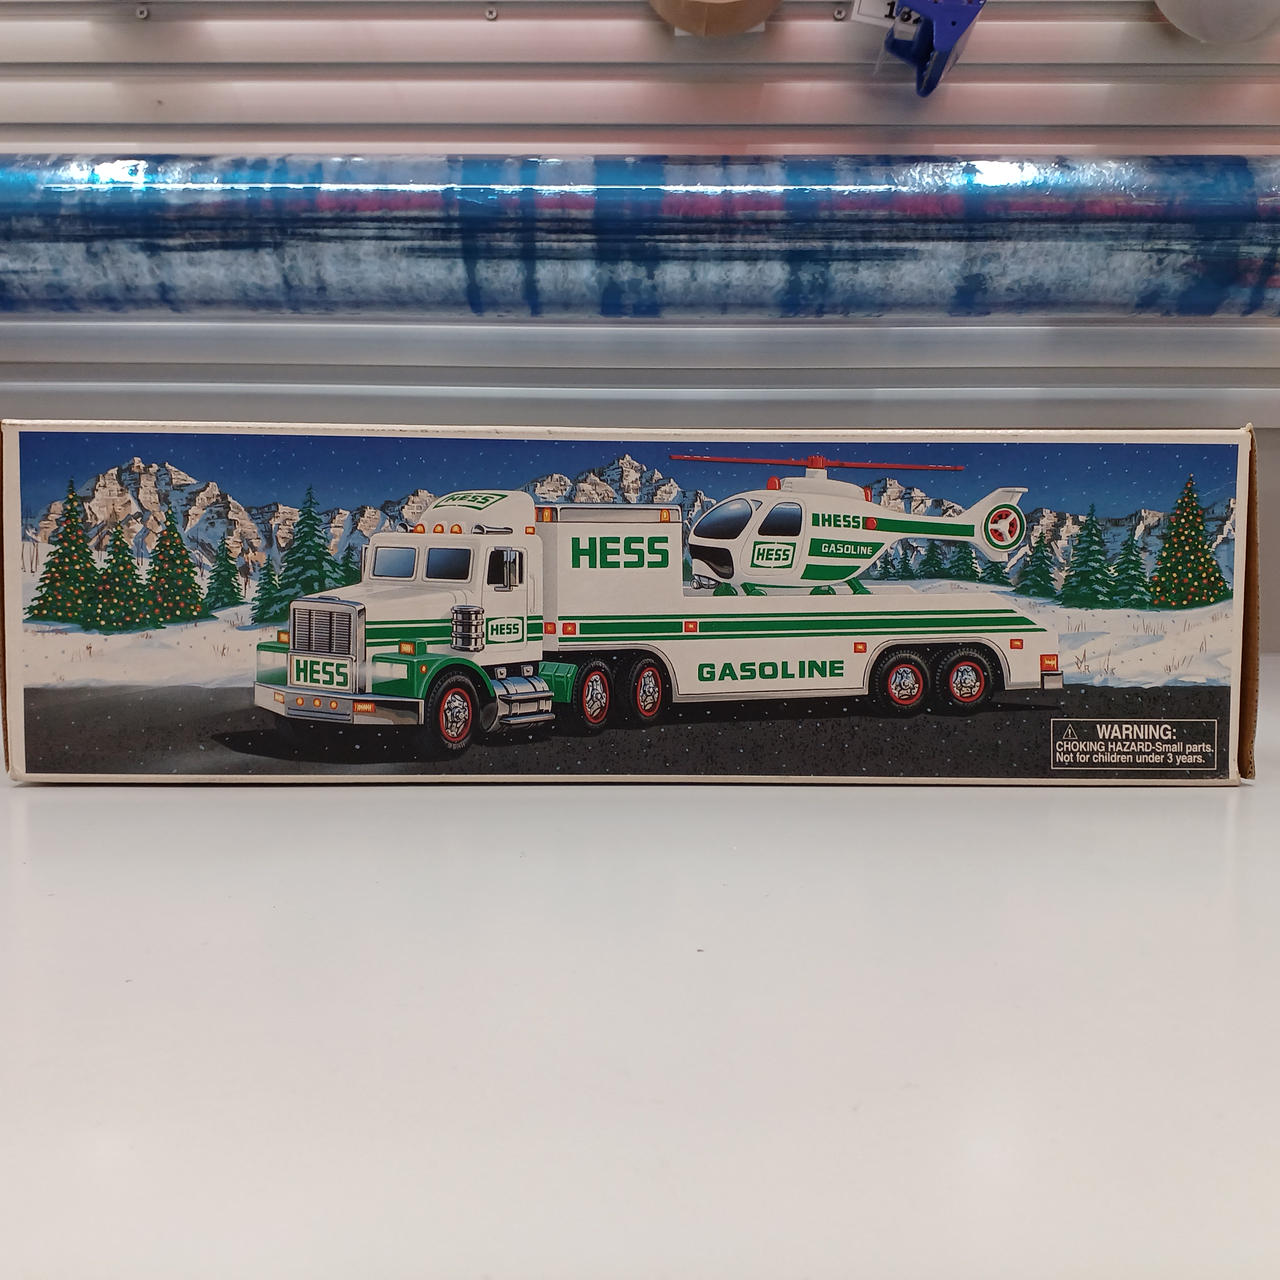 HESS
HESS
HESS
HESS
GASOLINE
HESS
HESS
HESS
GASOLINE
WARNING:
CHOKING HAZARD-Small parts.
Not for children under 3 years.